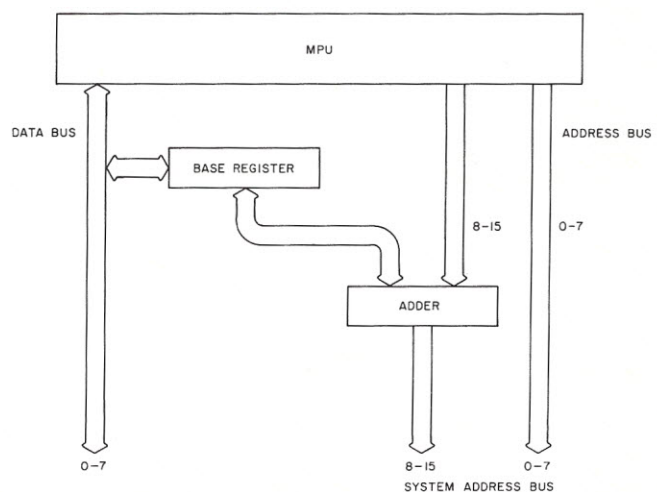 MPU
DATA BUS
ADDRESS BUS
BASE REGISTER
8-15
0-7
ADDER
0-7
8-15
0-7
SYSTEM ADDRESS BUS